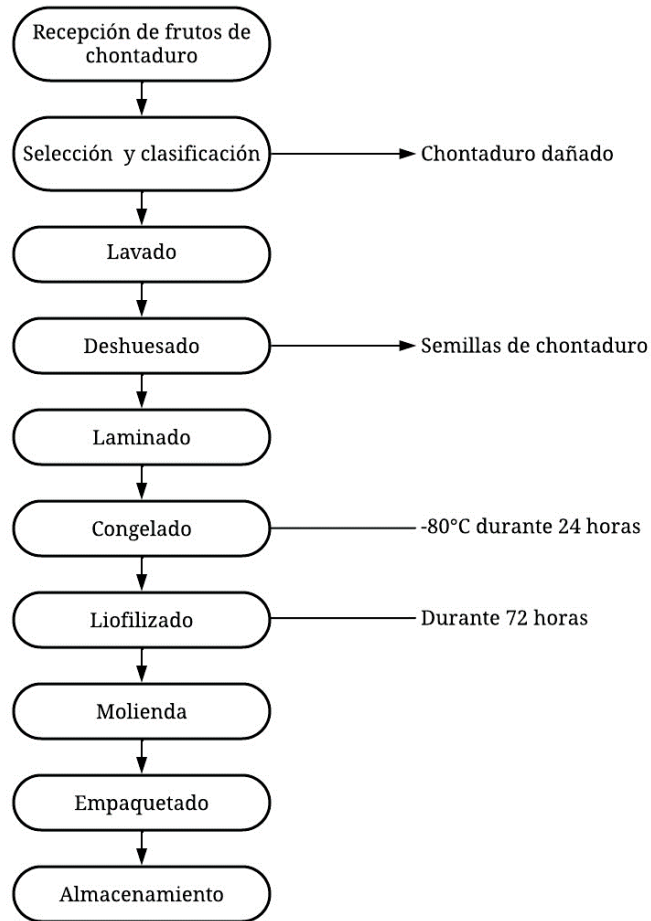 Recepción de frutos de
chontaduro
Selección y clasificación
Chontaduro dañado
Lavado
Deshuesado
Semillas de chontaduro
Laminado
Congelado
-80°C durante 24 horas
Liofilizado
Durante 72 horas
Molienda
Empaquetado
Almacenamiento